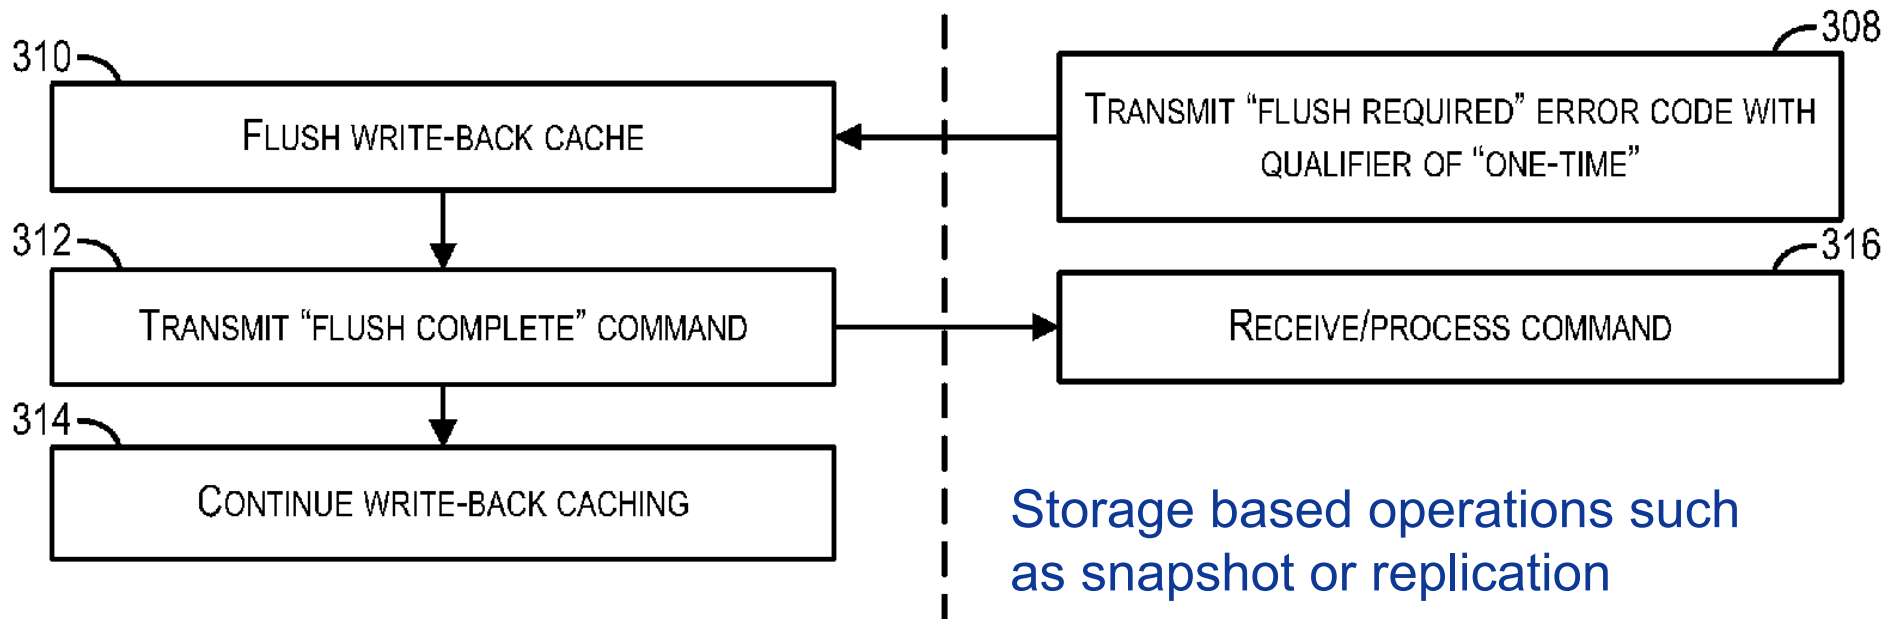 310
FLUSH WRITE-BACK CACHE
308
TRANSMIT “FLUSH REQUIRED” ERROR CODE WITH
QUALIFIER OF “ONE-TIME”
312
TRANSMIT “FLUSH COMPLETE” COMMAND
316
RECEIVE/PROCESS COMMAND
314
CONTINUE WRITE-BACK CACHING
Storage based operations such
as snapshot or replication